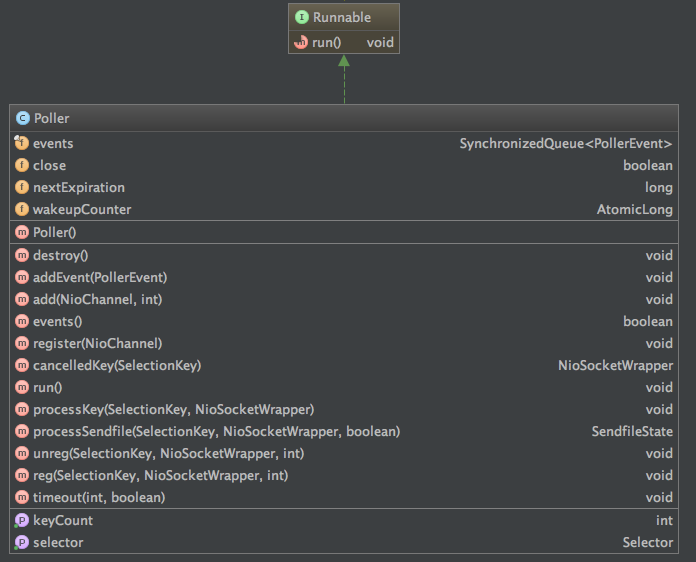 I Runnable
m run() void
C Poller
f events SynchronizedQueue<PollerEvent>
f close boolean
f nextExpiration long
f wakeupCounter AtomicLong
m Poller()
m destroy() void
m addEvent(PollerEvent) void
m add(NioChannel, int) void
m events() boolean
m register(NioChannel) void
m cancelledKey(SelectionKey) NioSocketWrapper
m run() void
m processKey(SelectionKey, NioSocketWrapper) void
m processSendfile(SelectionKey, NioSocketWrapper, boolean) SendfileState
m unreg(SelectionKey, NioSocketWrapper, int) void
m reg(SelectionKey, NioSocketWrapper, int) void
m timeout(int, boolean) void
P keyCount int
P selector Selector